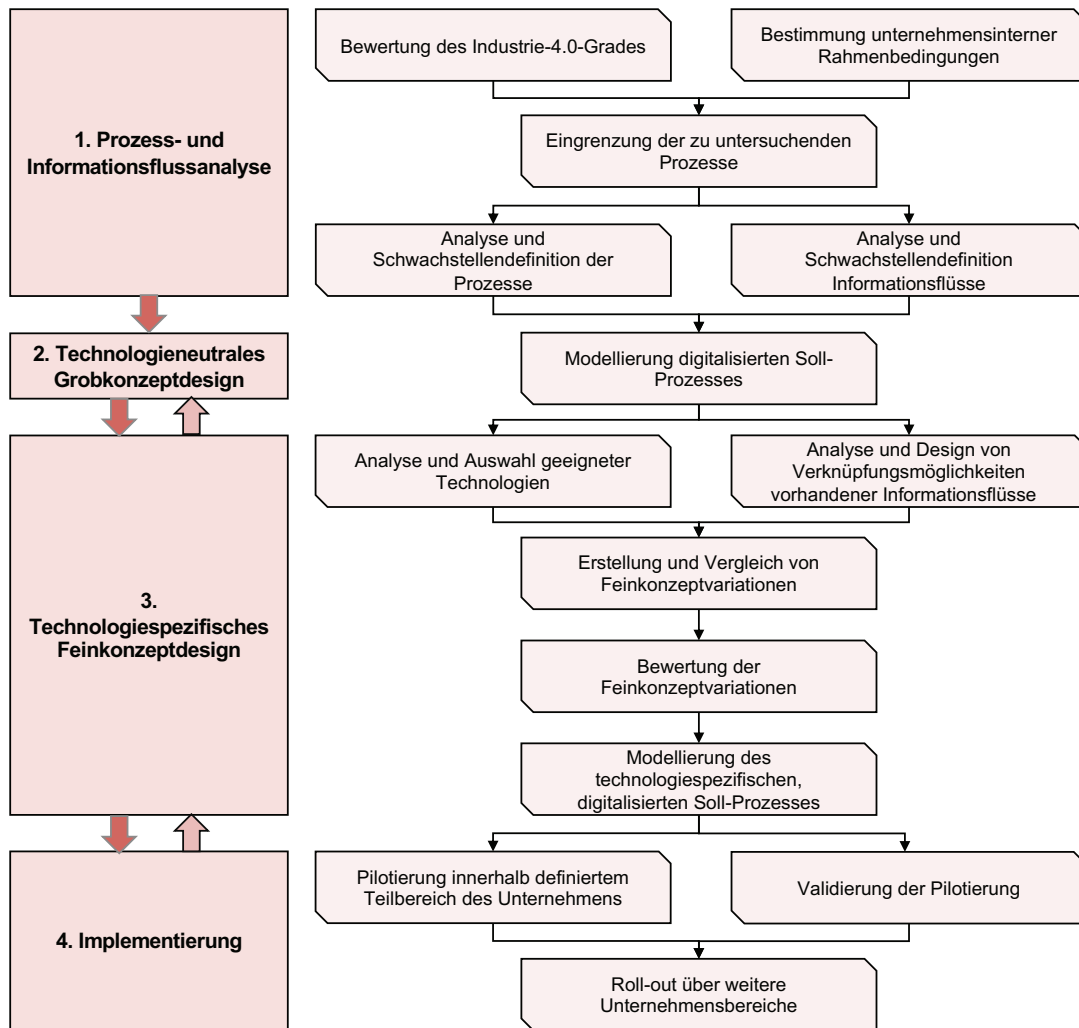 1. Prozess- und
Informationsflussanalyse
2. Technologieneutrales
Grobkonzeptdesign
3.
Technologiespezifisches
Feinkonzeptdesign
4. Implementierung
Bewertung des Industrie-4.0-Grades
Bestimmung unternehmensinterner
Rahmenbedingungen
Eingrenzung der zu untersuchenden
Prozesse
Analyse und
Schwachstellendefinition der
Prozesse
Analyse und
Schwachstellendefinition
Informationsflüsse
Modellierung digitalisierten Soll-
Prozesses
Analyse und Auswahl geeigneter
Technologien
Analyse und Design von
Verknüpfungsmöglichkeiten
vorhandener Informationsflüsse
Erstellung und Vergleich von
Feinkonzeptvariationen
Bewertung der
Feinkonzeptvariationen
Modellierung des
technologiespezifischen,
digitalisierten Soll-Prozesses
Pilotierung innerhalb definiertem
Teilbereich des Unternehmens
Validierung der Pilotierung
Roll-out über weitere
Unternehmensbereiche